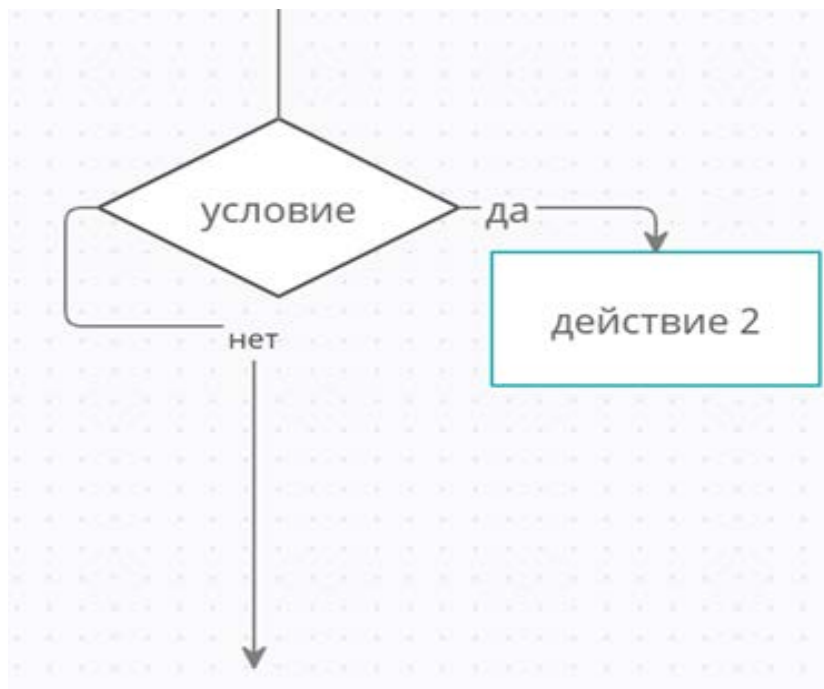 условие
да
действие 2
нет